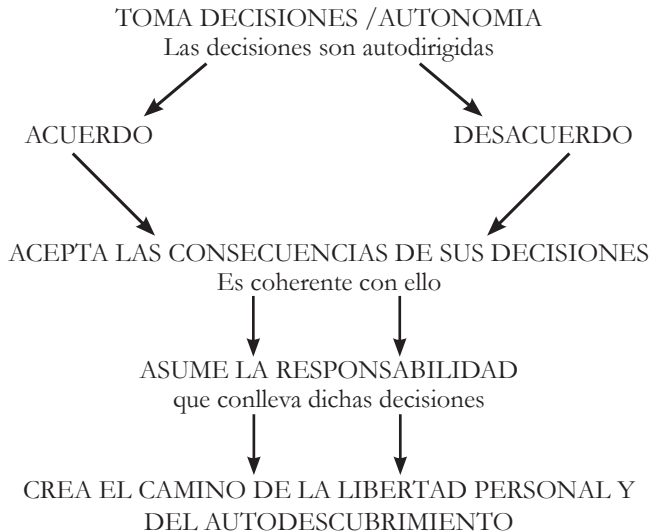 TOMA DECISIONES /AUTONOMIA
Las decisiones son autodirigidas
ACUERDO
DESACUERDO
ACEPTA LAS CONSECUENCIAS DE SUS DECISIONES
Es coherente con ello
ASUME LA RESPONSABILIDAD
que conlleva dichas decisiones
CREA EL CAMINO DE LA LIBERTAD PERSONAL Y
DEL AUTODESCUBRIMIENTO